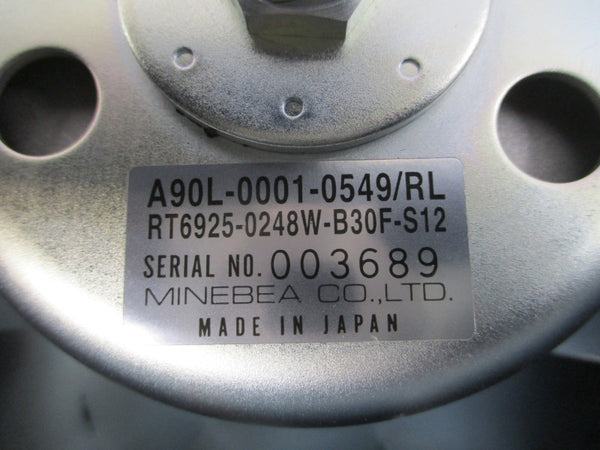 A90L-0001-0549/RL
RT6925-0248W-B30F-S12
SERIAL NO. 003689
MINEBEA CO.,LTD.
MADE IN JAPAN